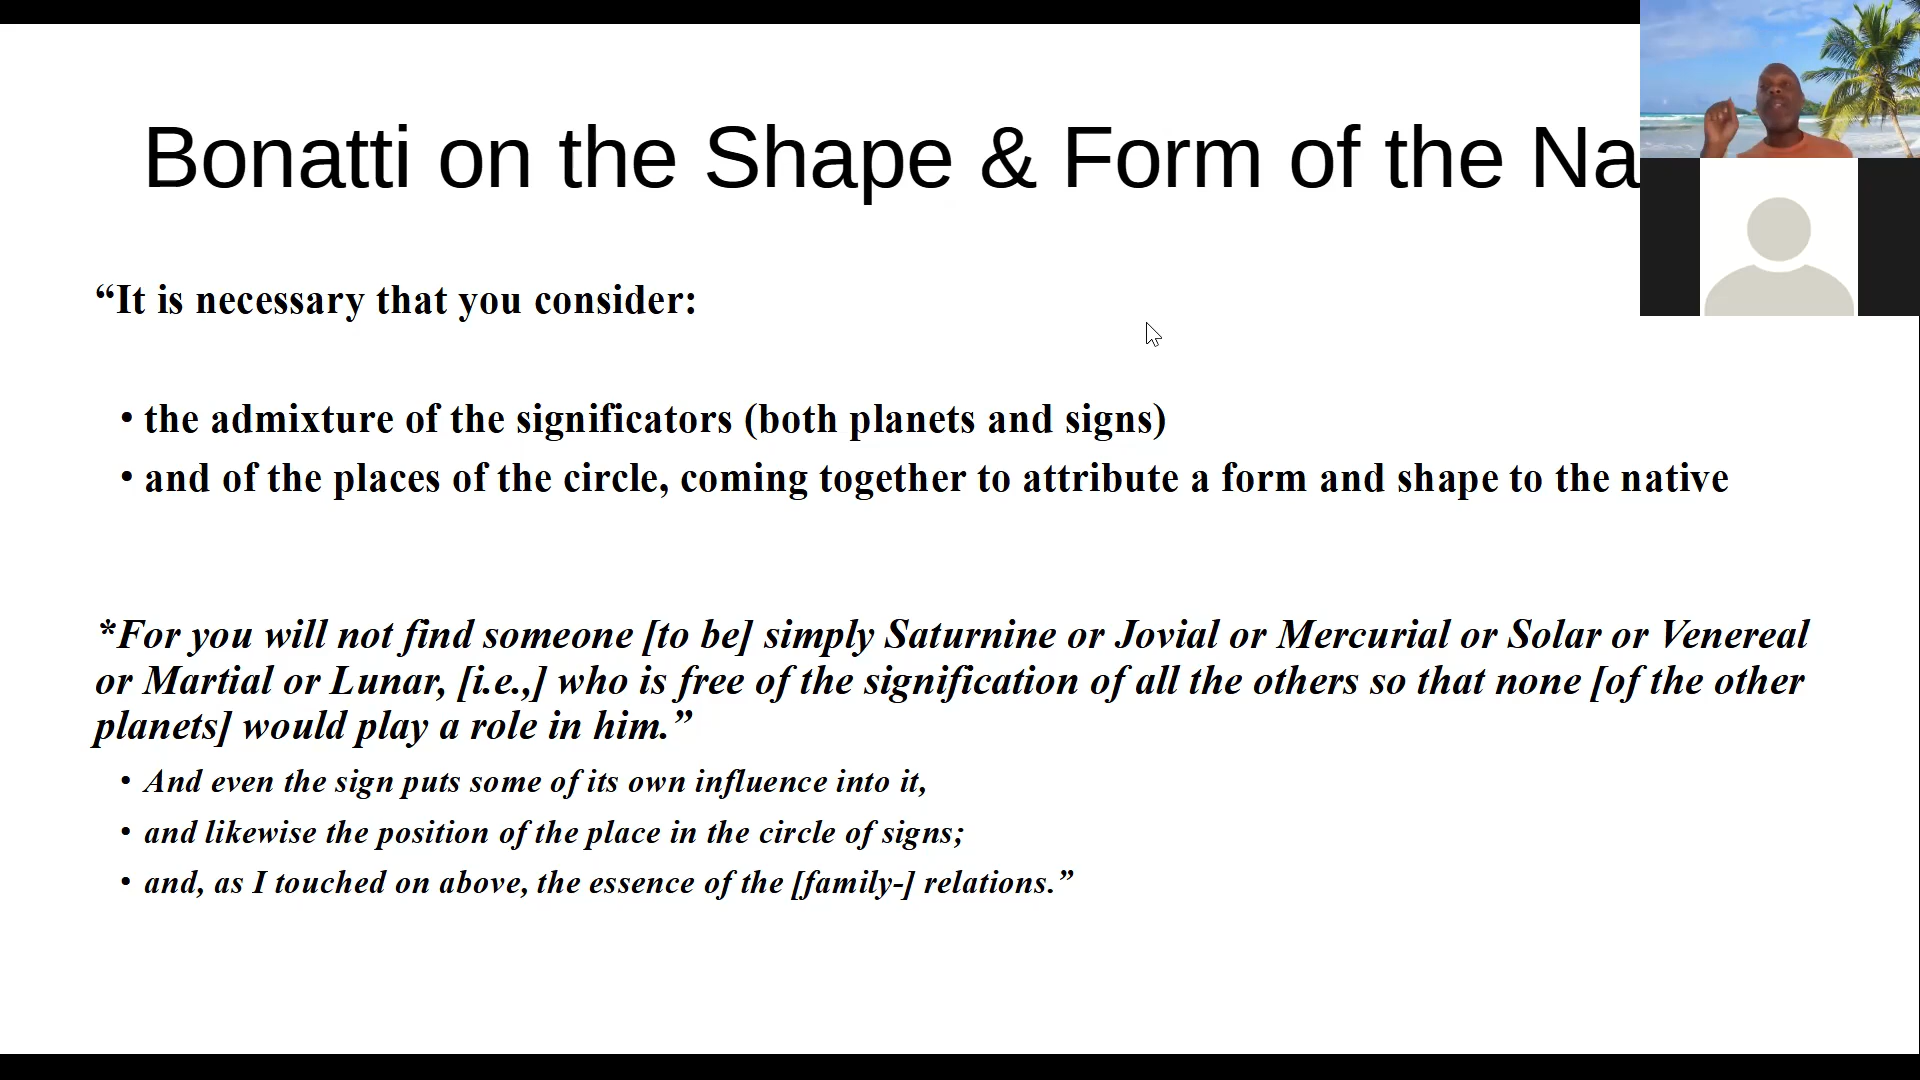 Bonatti on the Shape & Form of the Na
“It is necessary that you consider:
• the admixture of the significators (both planets and signs)
• and of the places of the circle, coming together to attribute a form and shape to the native
*For you will not find someone [to be] simply Saturnine or Jovial or Mercurial or Solar or Venereal
or Martial or Lunar, [i.e.,] who is free of the signification of all the others so that none [of the other
planets] would play a role in him.”
• And even the sign puts some of its own influence into it,
• and likewise the position of the place in the circle of signs;
• and, as I touched on above, the essence of the [family-] relations.”